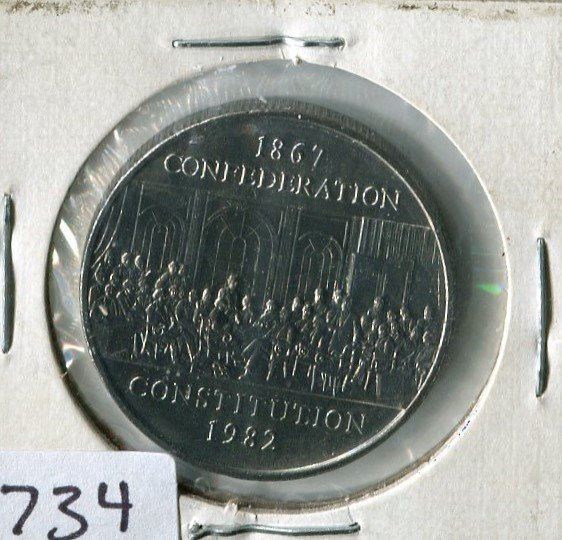 1867
CONFEDERATION
CONSTITUTION
1982
734